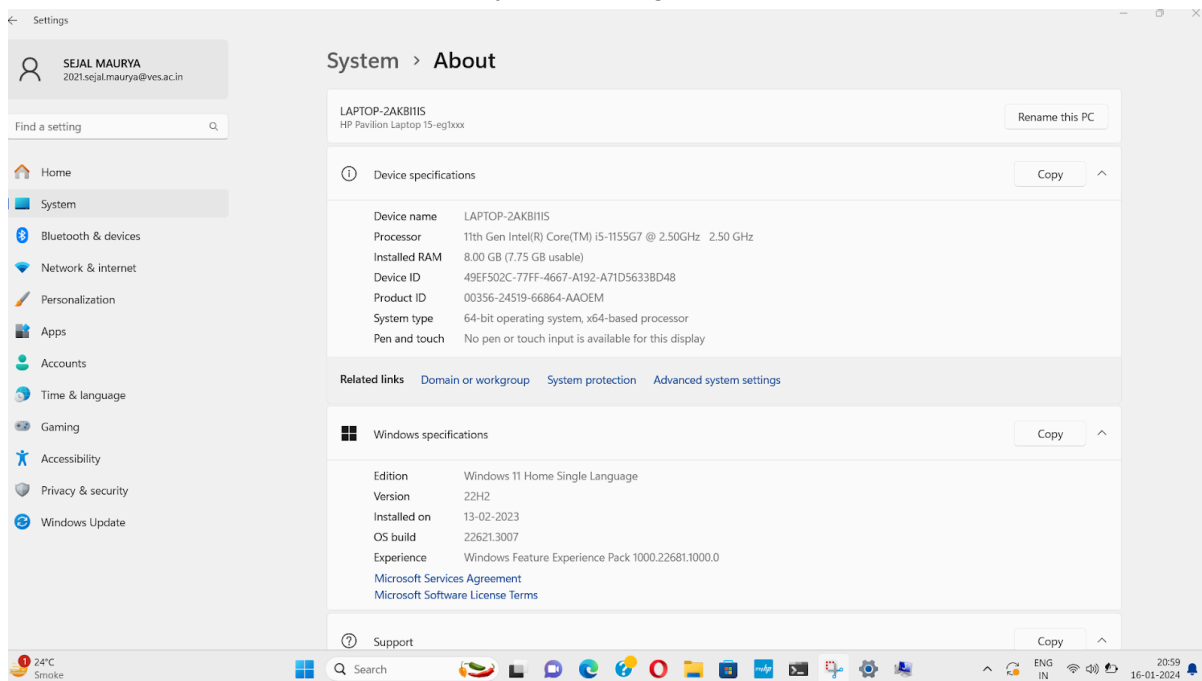 Settings
SEJAL MAURYA
2021.sejal.maurya@ves.ac.in
Find a setting
Home
System
Bluetooth & devices
Network & internet
Personalization
Apps
Accounts
Time & language
Gaming
Accessibility
Privacy & security
Windows Update
System > About
LAPTOP-2AKBI1IS
HP Pavilion Laptop 15-eg1xxx
Rename this PC
Device specifications
Copy
Device name LAPTOP-2AKBI1IS
Processor 11th Gen Intel(R) Core(TM) i5-1155G7 @ 2.50GHz 2.50 GHz
Installed RAM 8.00 GB (7.75 GB usable)
Device ID 49EF502C-77FF-4667-A192-A71D5633BD48
Product ID 00356-24519-66864-AAOEM
System type 64-bit operating system, x64-based processor
Pen and touch No pen or touch input is available for this display
Related links Domain or workgroup System protection Advanced system settings
Windows specifications
Copy
Edition Windows 11 Home Single Language
Version 22H2
Installed on 13-02-2023
OS build 22621.3007
Experience Windows Feature Experience Pack 1000.22681.1000.0
Microsoft Services Agreement
Microsoft Software License Terms
Support
Copy
1
24°C
Smoke
Search
ENG
IN
20:59
16-01-2024